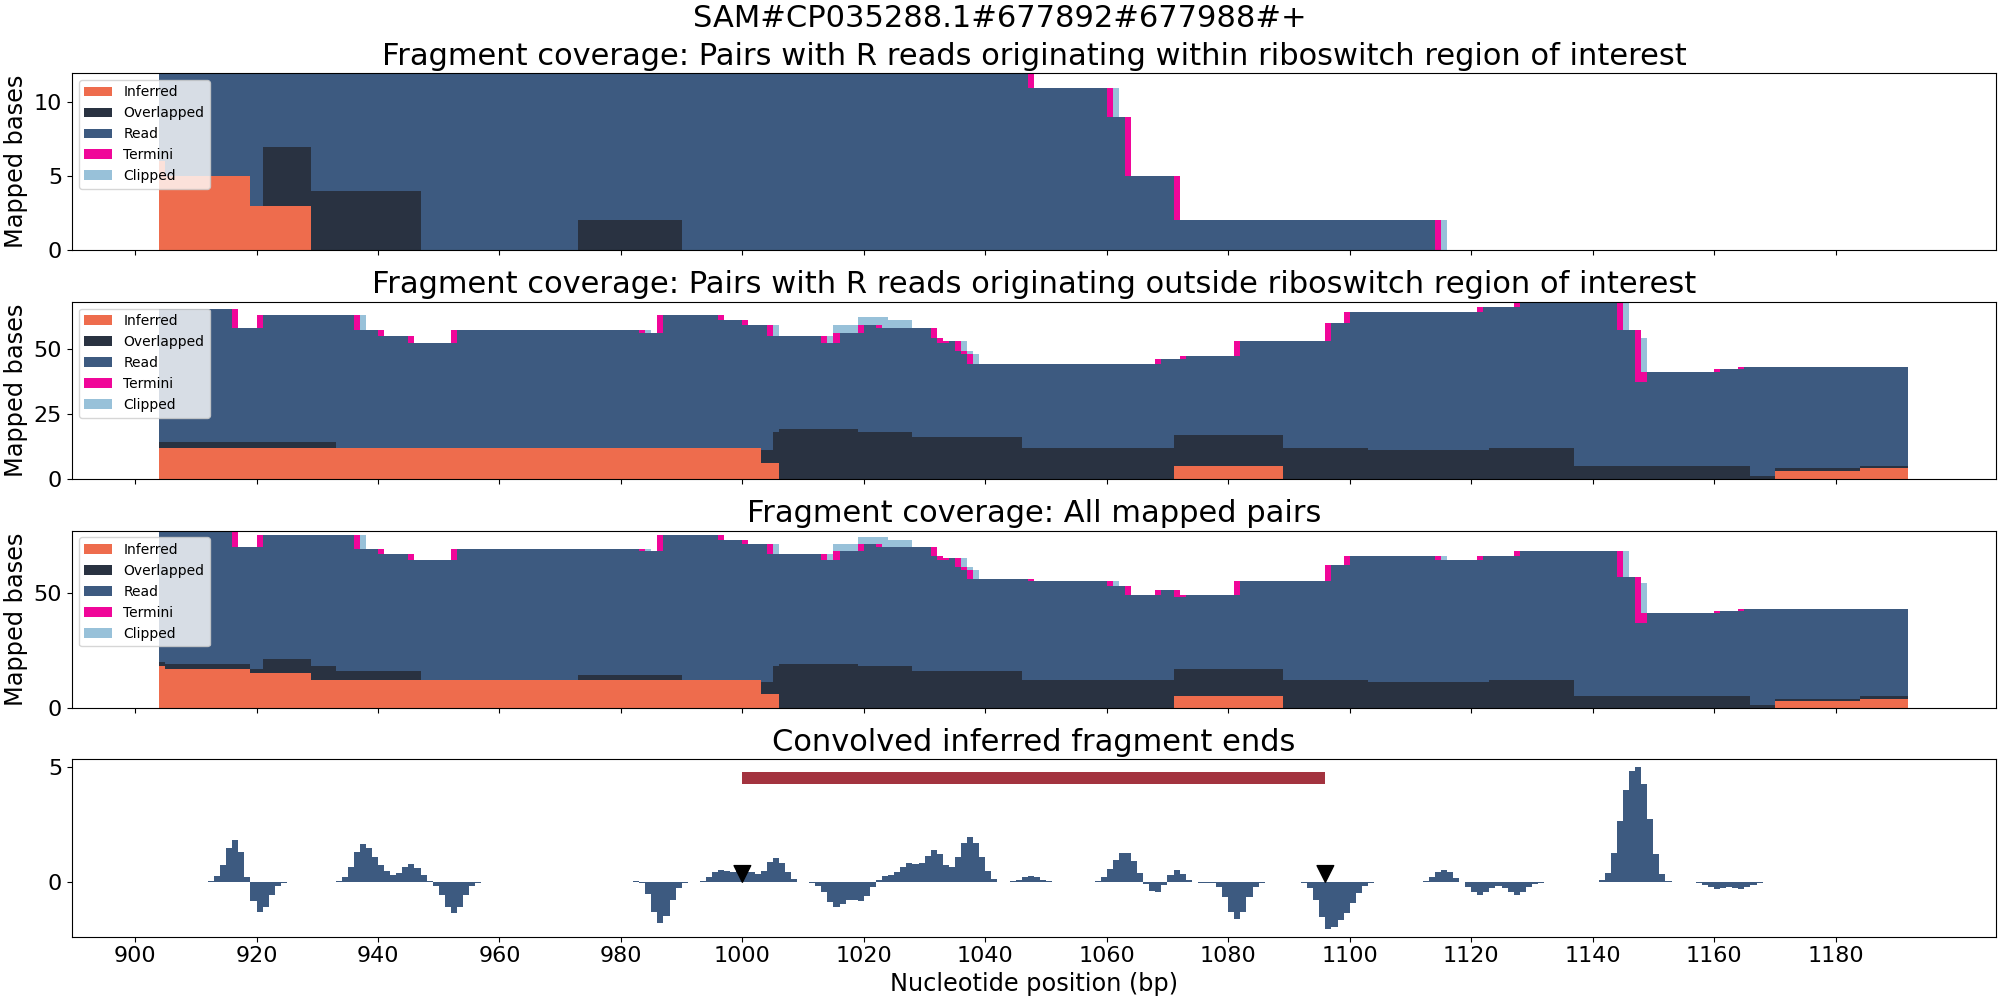 SAM#CP035288.1#677892#677988#+
Fragment coverage: Pairs with R reads originating within riboswitch region of interest
Mapped bases
10
5
0
Inferred
Overlapped
Read
Termini
Clipped
Fragment coverage: Pairs with R reads originating outside riboswitch region of interest
Mapped bases
50
25
0
Inferred
Overlapped
Read
Termini
Clipped
Fragment coverage: All mapped pairs
Mapped bases
50
0
Inferred
Overlapped
Read
Termini
Clipped
Convolved inferred fragment ends
5
0
900 920 940 960 980 1000 1020 1040 1060 1080 1100 1120 1140 1160 1180
Nucleotide position (bp)